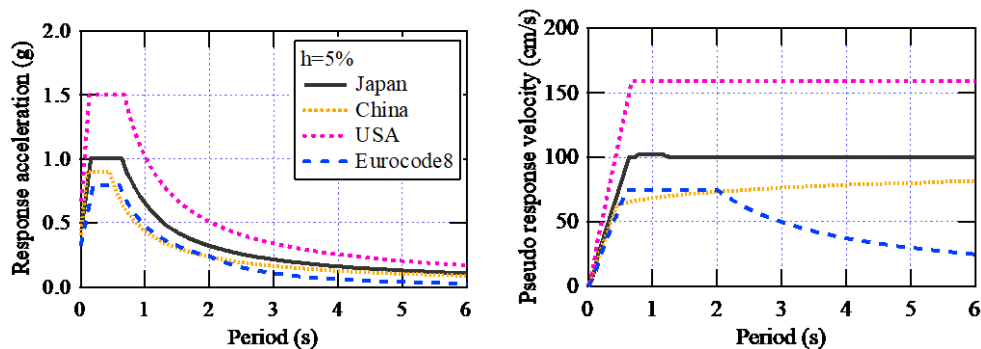 Response acceleration (g)
2.0
1.5
1.0
0.5
0.0
h=5%
Japan
China
USA
Eurocode8
0 1 2 3 4 5 6
Period (s)
Pseudo response velocity (cm/s)
200
150
100
50
0
0 1 2 3 4 5 6
Period (s)